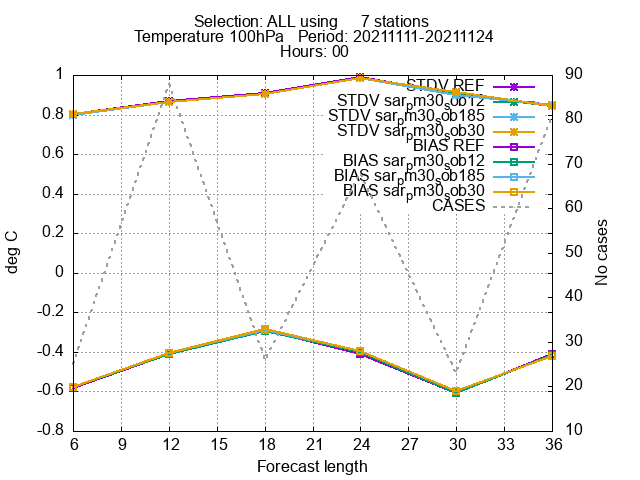 Selection: ALL using 7 stations
Temperature 100hPa Period: 20211111-20211124
Hours: 00
1
0.8
0.6
0.4
0.2
0
-0.2
-0.4
-0.6
-0.8
deg C
STDV REF
STDV sarpm30sob12
STDV sarpm30sob185
STDV sarpm30sob30
BIAS REF
BIAS sarpm30sob12
BIAS sarpm30sob185
BIAS sarpm30sob30
CASES
90
80
70
60
50
40
30
20
10
No cases
6 9 12 15 18 21 24 27 30 33 36
Forecast length